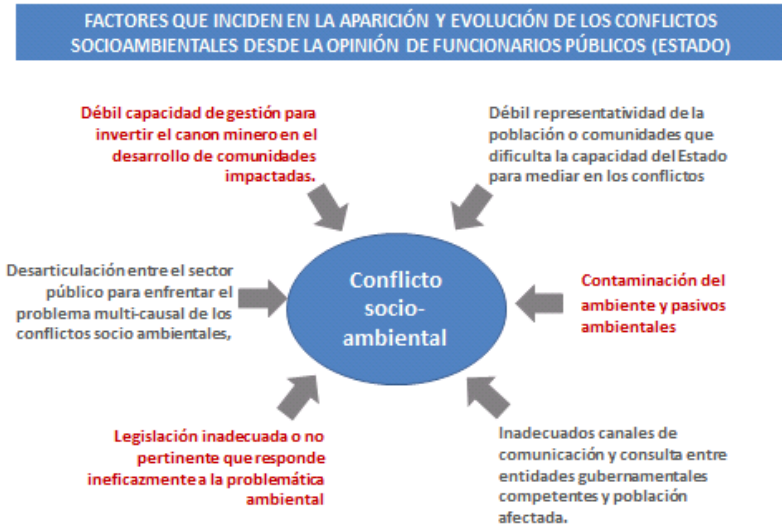 FACTORES QUE INCIDEN EN LA APARICIÓN Y EVOLUCIÓN DE LOS CONFLICTOS
SOCIOAMBIENTALES DESDE LA OPINIÓN DE FUNCIONARIOS PÚBLICOS (ESTADO)
Débil capacidad de gestión para
invertir el canon minero en el
desarrollo de comunidades
impactadas.
Débil representatividad de la
población o comunidades que
dificulta la capacidad del Estado
para mediar en los conflictos
Desarticulación entre el sector
público para enfrentar el
problema multi-causal de los
conflictos socio ambientales,
Conflicto
socio-
ambiental
Contaminación del
ambiente y pasivos
ambientales
Legislación inadecuada o no
pertinente que responde
ineficazmente a la problemática
ambiental
Inadecuados canales de
comunicación y consulta entre
entidades gubernamentales
competentes y población
afectada.